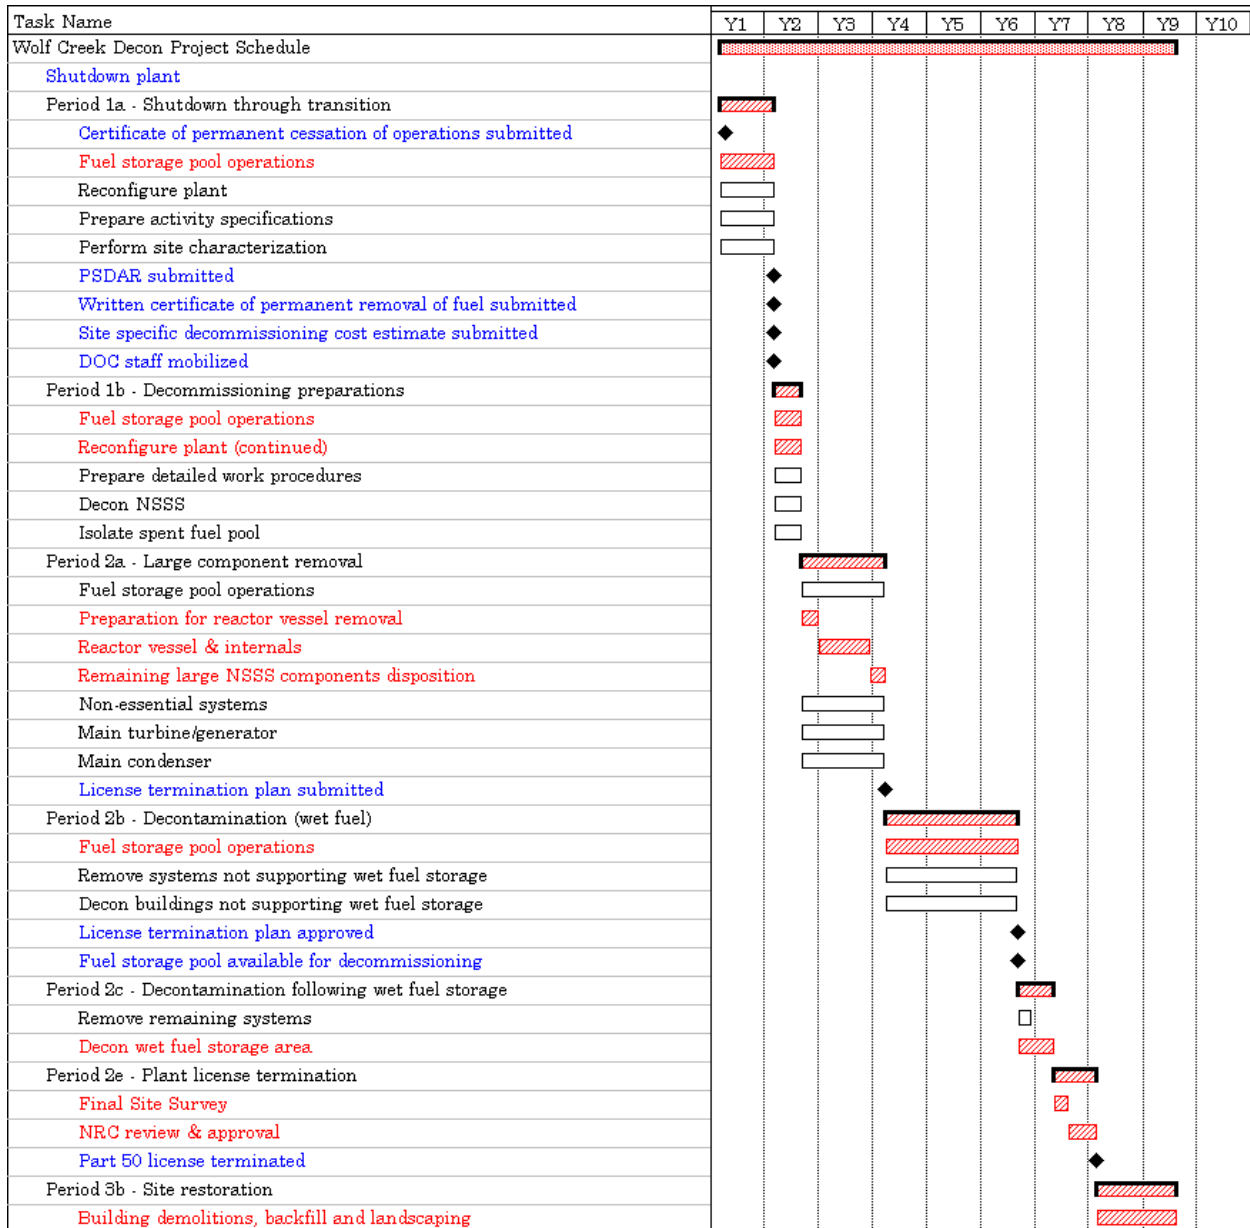 Task Name Y1 Y2 Y3 Y4 Y5 Y6 Y7 Y8 Y9 Y10
Wolf Creek Decon Project Schedule
Shutdown plant
Period 1a - Shutdown through transition
Certificate of permanent cessation of operations submitted
Fuel storage pool operations
Reconfigure plant
Prepare activity specifications
Perform site characterization
PSDAR submitted
Written certificate of permanent removal of fuel submitted
Site specific decommissioning cost estimate submitted
DOC staff mobilized
Period 1b - Decommissioning preparations
Fuel storage pool operations
Reconfigure plant (continued)
Prepare detailed work procedures
Decon NSSS
Isolate spent fuel pool
Period 2a - Large component removal
Fuel storage pool operations
Preparation for reactor vessel removal
Reactor vessel & internals
Remaining large NSSS components disposition
Non-essential systems
Main turbine/generator
Main condenser
License termination plan submitted
Period 2b - Decontamination (wet fuel)
Fuel storage pool operations
Remove systems not supporting wet fuel storage
Decon buildings not supporting wet fuel storage
License termination plan approved
Fuel storage pool available for decommissioning
Period 2c - Decontamination following wet fuel storage
Remove remaining systems
Decon wet fuel storage area
Period 2e - Plant license termination
Final Site Survey
NRC review & approval
Part 50 license terminated
Period 3b - Site restoration
Building demolitions, backfill and landscaping